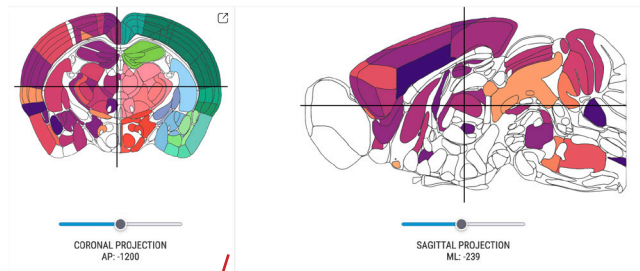 CORONAL PROJECTION
AP: -1200
SAGITTAL PROJECTION
ML: -239